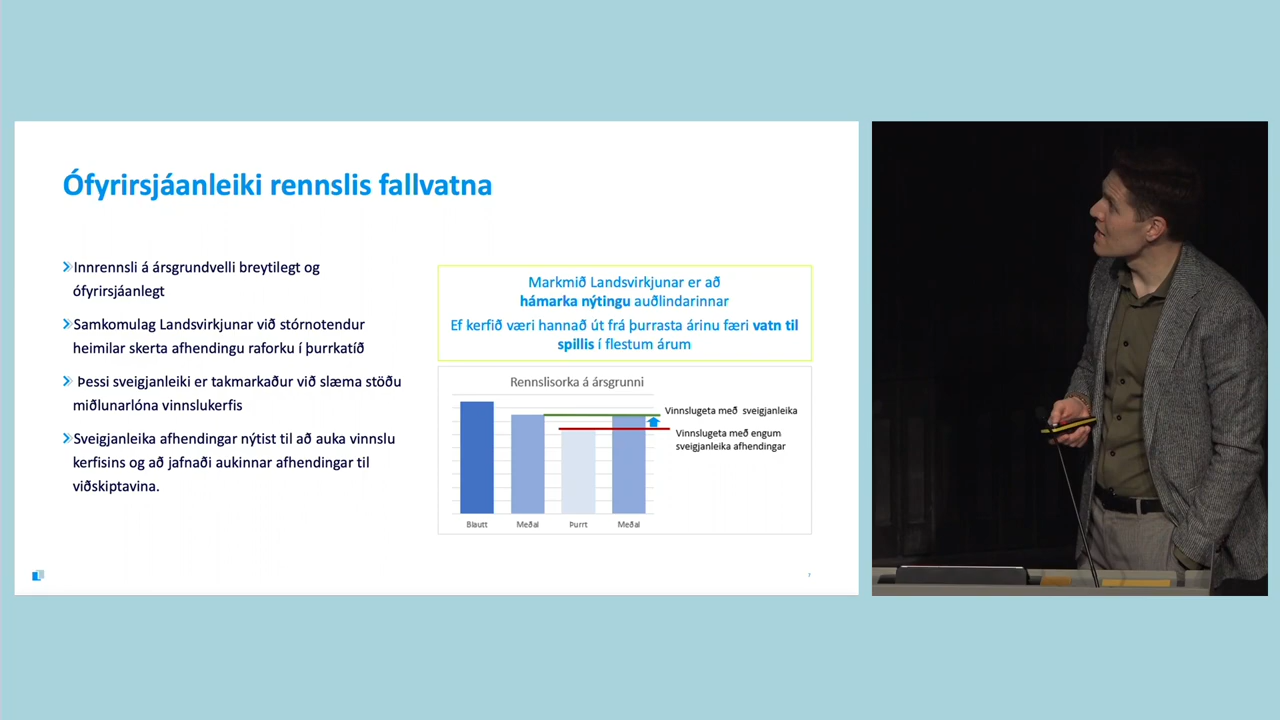 Ófyrirsjáanleiki rennslis fallvatna
Innrennsli á ársgrundvelli breytilegt og
ófyrirsjáanlegt
Samkomulag Landsvirkjunar við stórnotendur
heimilar skerta afhendingu raforku í þurrkatíð
Þessi sveigjanleiki er takmarkaður við slæma stöðu
miðlunarlóna vinnslukerfis
Sveigjanleika afhendingar nýtist til að auka vinnslu
kerfisins og að jafnaði aukinnar afhendingar til
viðskiptavina.
Markmið Landsvirkjunar er að
hámarka nýtingu auðlindarinnar
Ef kerfið væri hannað út frá þurrasta árinu færi vatn til
spillis í flestum árum
Rennslisorka á ársgrunni
Vinnslugeta með sveigjanleika
Vinnslugeta með engum
sveigjanleika afhendingar
Blautt Meðal Þurrt Meðal
7